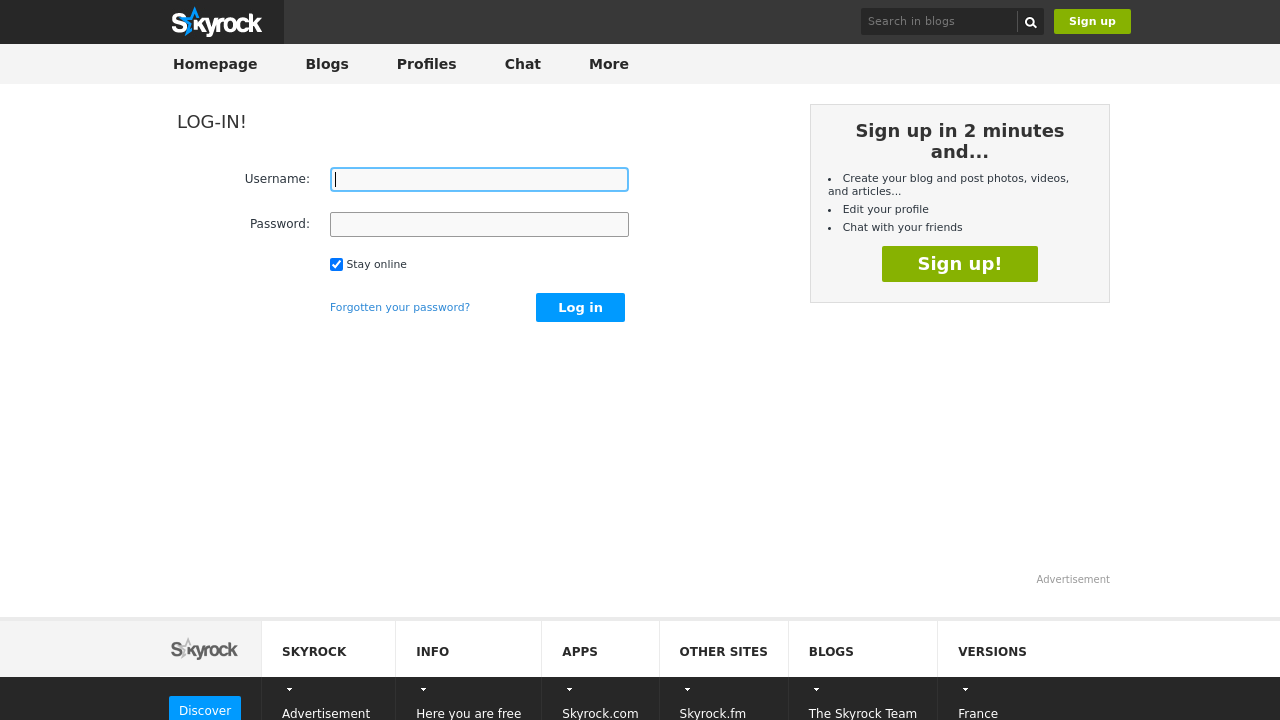 Skyrock
Search in blogs
Sign up
Homepage
Blogs
Profiles
Chat
More
LOG-IN!
Username:
Password:
Stay online
Forgotten your password?
Log in
Sign up in 2 minutes
and...
• Create your blog and post photos, videos,
and articles...
• Edit your profile
• Chat with your friends
Sign up!
Advertisement
Skyrock
SKYROCK
INFO
APPS
OTHER SITES
BLOGS
VERSIONS
Discover
Advertisement
Here you are free
Skyrock.com
Skyrock.fm
The Skyrock Team
France